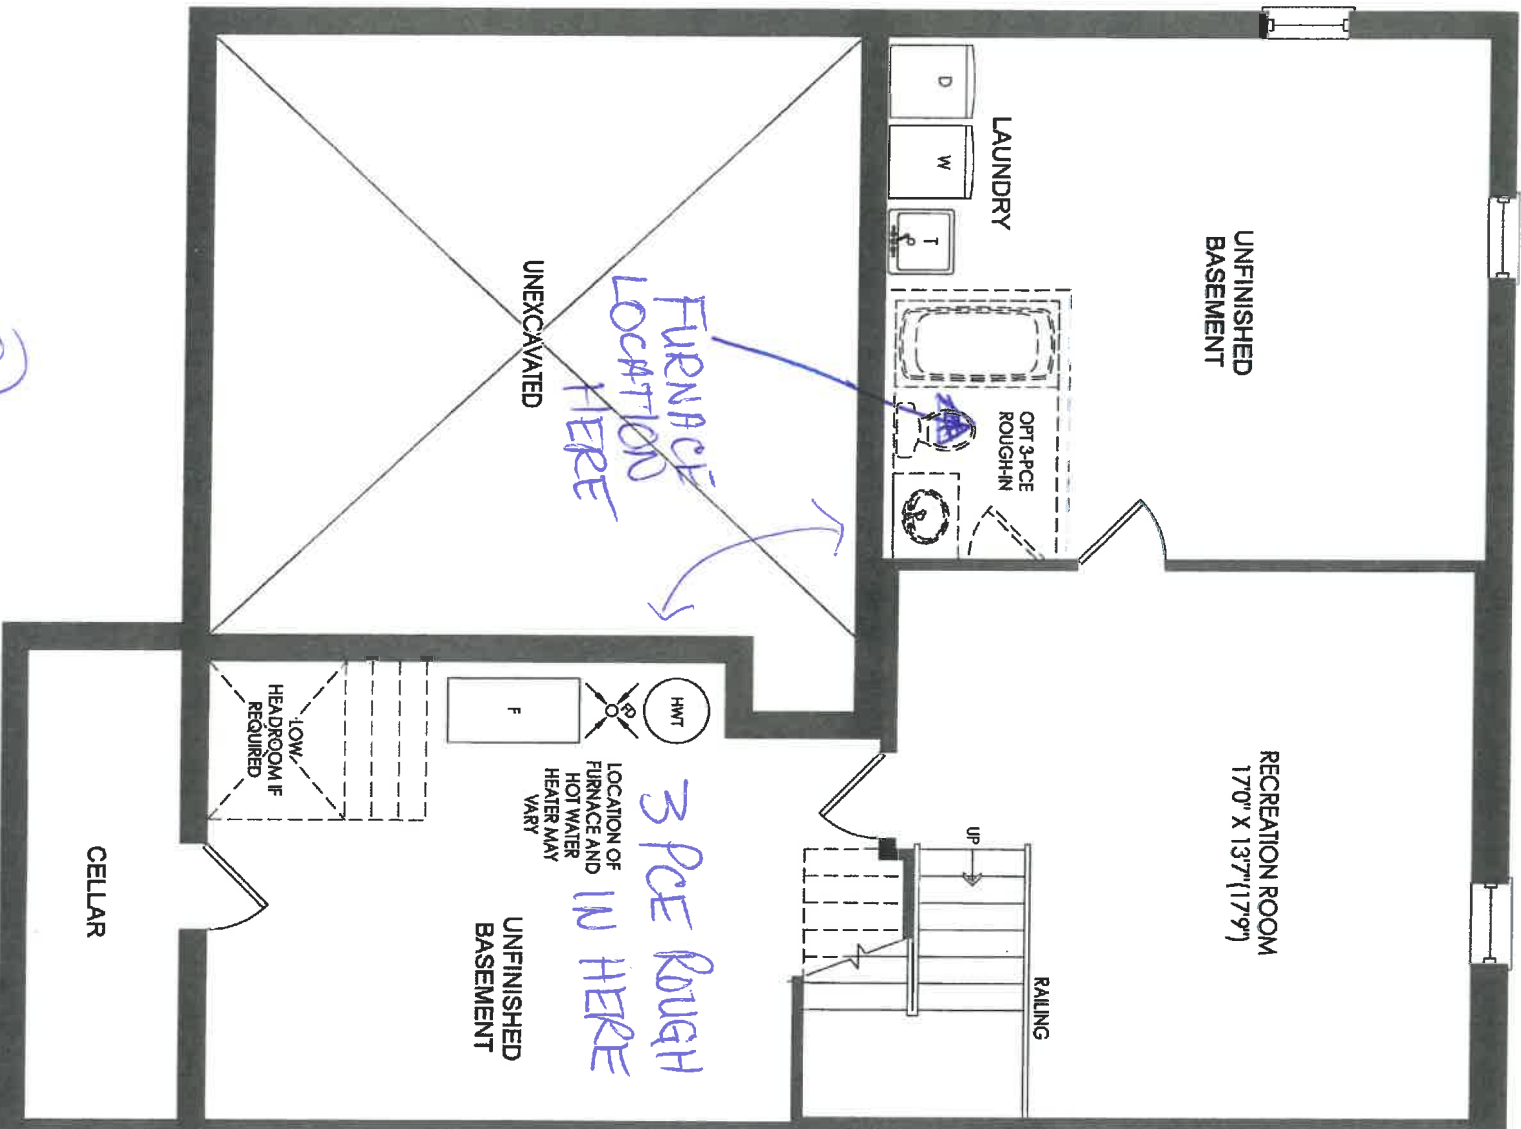 UNFINISHED
BASEMENT
LAUNDRY
D
W
T
OPT 3-PCE
ROUGH-IN
RECREATION ROOM
17'0" X 13'7"(17'9")
UP
RAILING
UNEXCAVATED
FURNACE
LOCATION
HERE
HWT
FD
F
LOCATION OF
FURNACE AND
HOT WATER
HEATER MAY
VARY
3 PCE ROUGH
IN HERE
UNFINISHED
BASEMENT
LOW
HEADROOM IF
REQUIRED
CELLAR